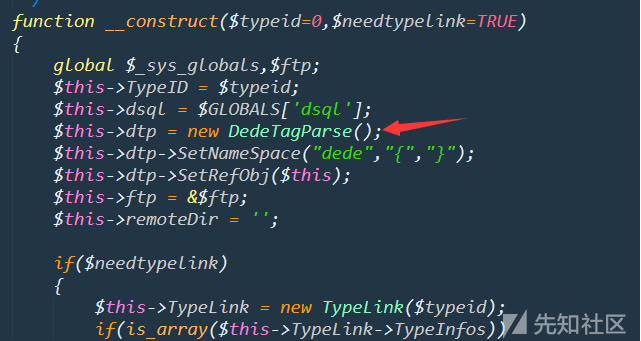 function __construct($typeid=0,$needtypelink=TRUE)
{
global $_sys_globals,$ftp;
$this->TypeID = $typeid;
$this->dsql = $GLOBALS['dsql'];
$this->dtp = new DedeTagParse();
$this->dtp->SetNameSpace("dede","{","}");
$this->dtp->SetRefObj($this);
$this->ftp = &$ftp;
$this->remoteDir = '';
if($needtypelink)
{
$this->TypeLink = new TypeLink($typeid);
if(is_array($this->TypeLink->TypeInfos))
先知社区